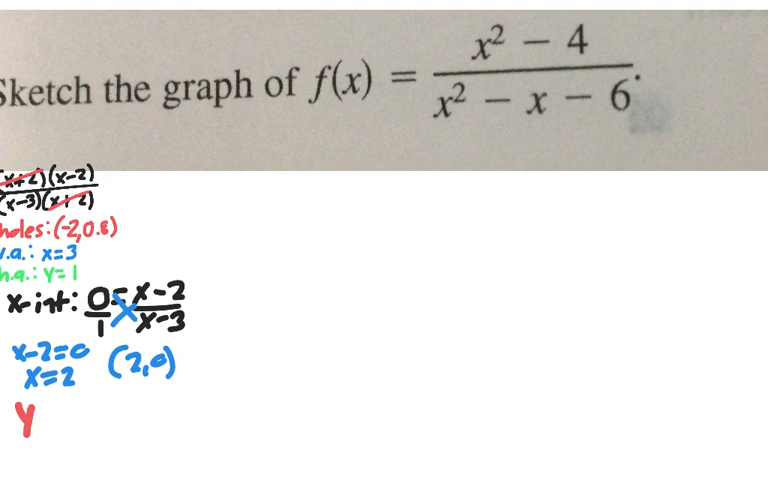 Sketch the graph of f(x) = x² − 4 / x² − x − 6.
(x+2)(x-2)
(x-3)(x+2)
holes: (-2,0.8)
v.a.: x=3
h.a.: y=1
x-int: 0/1 = x-2/x-3
x-2=0 (2,0)
x=2
y